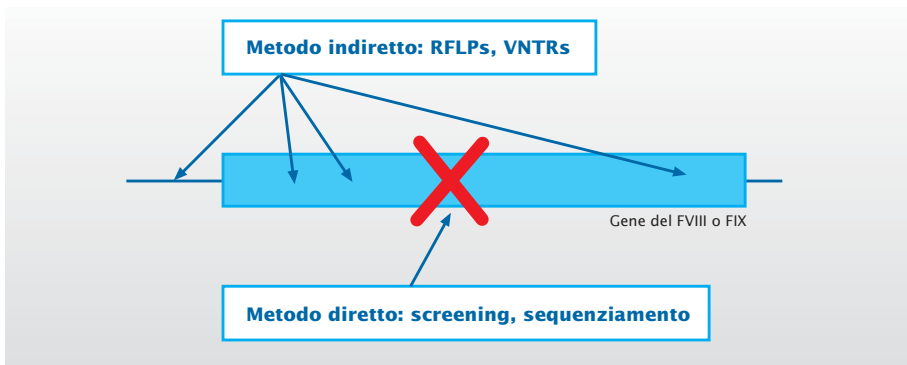 Metodo indiretto: RFLPs, VNTRs
Gene del FVIII o FIX
Metodo diretto: screening, sequenziamento